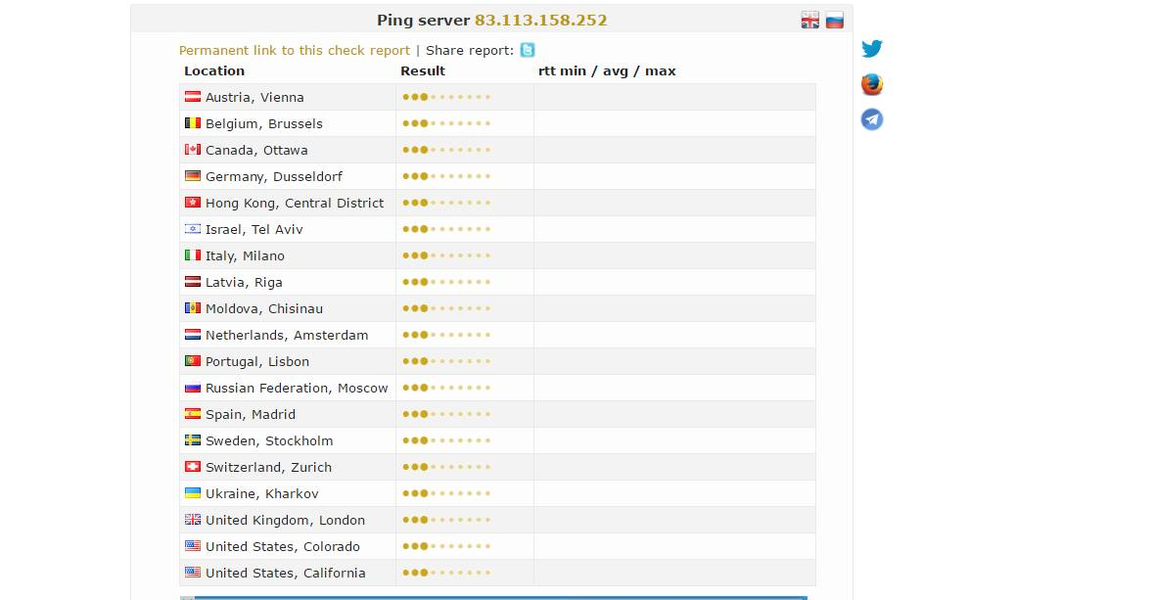 Ping server 83.113.158.252
Permanent link to this check report | Share report:
Location Result rtt min / avg / max
Austria, Vienna
Belgium, Brussels
Canada, Ottawa
Germany, Dusseldorf
Hong Kong, Central District
Israel, Tel Aviv
Italy, Milano
Latvia, Riga
Moldova, Chisinau
Netherlands, Amsterdam
Portugal, Lisbon
Russian Federation, Moscow
Spain, Madrid
Sweden, Stockholm
Switzerland, Zurich
Ukraine, Kharkov
United Kingdom, London
United States, Colorado
United States, California